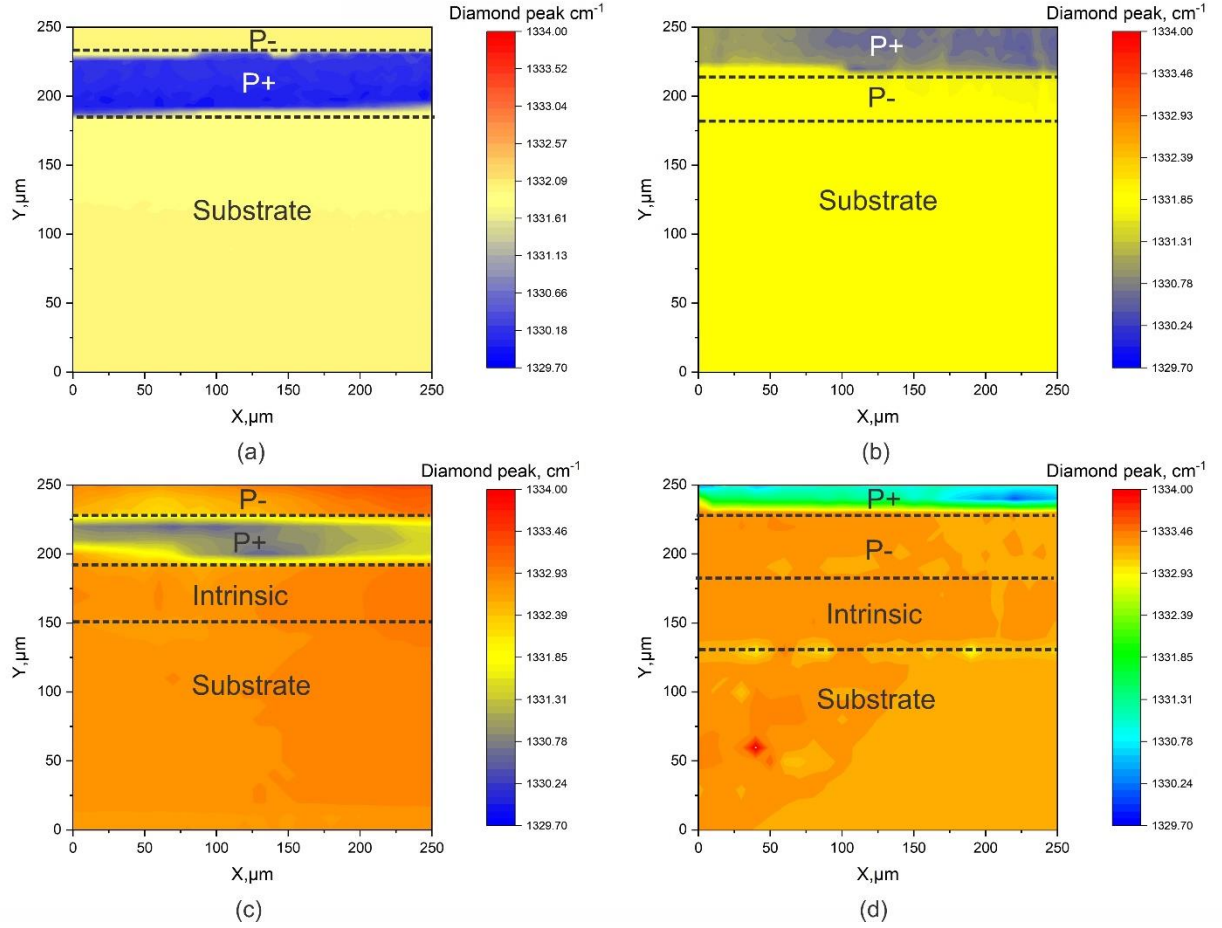 Diamond peak cm⁻¹
250
200
150
100
50
0
Y,µm
P-
P+
Substrate
0 50 100 150 200 250
X,µm
1334.00
1333.52
1333.04
1332.57
1332.09
1331.61
1331.13
1330.66
1330.18
1329.70
(a)
Diamond peak, cm⁻¹
250
200
150
100
50
0
Y,µm
P+
P-
Substrate
0 50 100 150 200 250
X,µm
1334.00
1333.46
1332.93
1332.39
1331.85
1331.31
1330.78
1330.24
1329.70
(b)
Diamond peak, cm⁻¹
250
200
150
100
50
0
Y,µm
P-
P+
Intrinsic
Substrate
0 50 100 150 200 250
X,µm
1334.00
1333.46
1332.93
1332.39
1331.85
1331.31
1330.78
1330.24
1329.70
(c)
Diamond peak, cm⁻¹
250
200
150
100
50
0
Y,µm
P+
P-
Intrinsic
Substrate
0 50 100 150 200 250
X,µm
1334.00
1333.46
1332.93
1332.39
1331.85
1331.31
1330.78
1330.24
1329.70
(d)